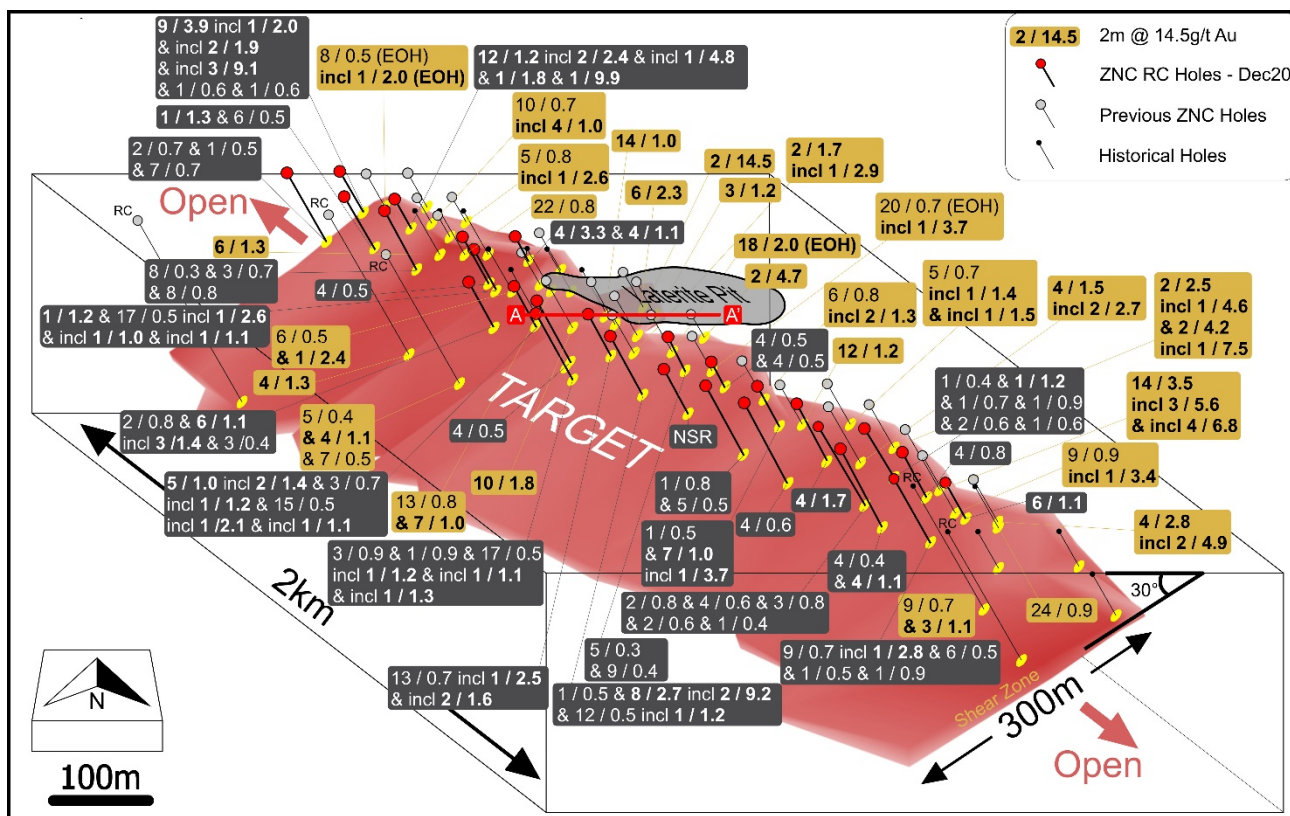 9 / 3.9 incl 1 / 2.0
& incl 2 / 1.9
& incl 3 / 9.1
& 1 / 0.6 & 1 / 0.6
8 / 0.5 (EOH)
incl 1 / 2.0 (EOH)
12 / 1.2 incl 2 / 2.4 & incl 1 / 4.8
& 1 / 1.8 & 1 / 9.9
2 / 14.5
2m @ 14.5g/t Au
ZNC RC Holes - Dec20
Previous ZNC Holes
Historical Holes
1 / 1.3 & 6 / 0.5
10 / 0.7
incl 4 / 1.0
14 / 1.0
2 / 0.7 & 1 / 0.5
& 7 / 0.7
5 / 0.8
incl 1 / 2.6
2 / 14.5
2 / 1.7
incl 1 / 2.9
6 / 2.3
3 / 1.2
22 / 0.8
20 / 0.7 (EOH)
incl 1 / 3.7
RC
RC
Open
4 / 3.3 & 4 / 1.1
18 / 2.0 (EOH)
6 / 1.3
RC
2 / 4.7
8 / 0.3 & 3 / 0.7
& 8 / 0.8
4 / 0.5
Laterite Pit
5 / 0.7
incl 1 / 1.4
& incl 1 / 1.5
4 / 1.5
incl 2 / 2.7
2 / 2.5
incl 1 / 4.6
& 2 / 4.2
incl 1 / 7.5
6 / 0.8
incl 2 / 1.3
A
A'
1 / 1.2 & 17 / 0.5 incl 1 / 2.6
& incl 1 / 1.0 & incl 1 / 1.1
6 / 0.5
& 1 / 2.4
4 / 0.5
& 4 / 0.5
12 / 1.2
4 / 1.3
TARGET
1 / 0.4 & 1 / 1.2
& 1 / 0.7 & 1 / 0.9
& 2 / 0.6 & 1 / 0.6
14 / 3.5
incl 3 / 5.6
& incl 4 / 6.8
2 / 0.8 & 6 / 1.1
incl 3 /1.4 & 3 /0.4
5 / 0.4
& 4 / 1.1
& 7 / 0.5
4 / 0.5
NSR
4 / 0.8
9 / 0.9
incl 1 / 3.4
RC
5 / 1.0 incl 2 / 1.4 & 3 / 0.7
incl 1 / 1.2 & 15 / 0.5
incl 1 /2.1 & incl 1 / 1.1
10 / 1.8
13 / 0.8
& 7 / 1.0
1 / 0.8
& 5 / 0.5
4 / 1.7
6 / 1.1
4 / 2.8
incl 2 / 4.9
4 / 0.6
RC
3 / 0.9 & 1 / 0.9 & 17 / 0.5
incl 1 / 1.2 & incl 1 / 1.1
& incl 1 / 1.3
1 / 0.5
& 7 / 1.0
incl 1 / 3.7
4 / 0.4
& 4 / 1.1
30°
2km
2 / 0.8 & 4 / 0.6 & 3 / 0.8
& 2 / 0.6 & 1 / 0.4
9 / 0.7
& 3 / 1.1
24 / 0.9
5 / 0.3
& 9 / 0.4
9 / 0.7 incl 1 / 2.8 & 6 / 0.5
& 1 / 0.5 & 1 / 0.9
13 / 0.7 incl 1 / 2.5
& incl 2 / 1.6
1 / 0.5 & 8 / 2.7 incl 2 / 9.2
& 12 / 0.5 incl 1 / 1.2
Shear Zone
300m
Open
N
100m